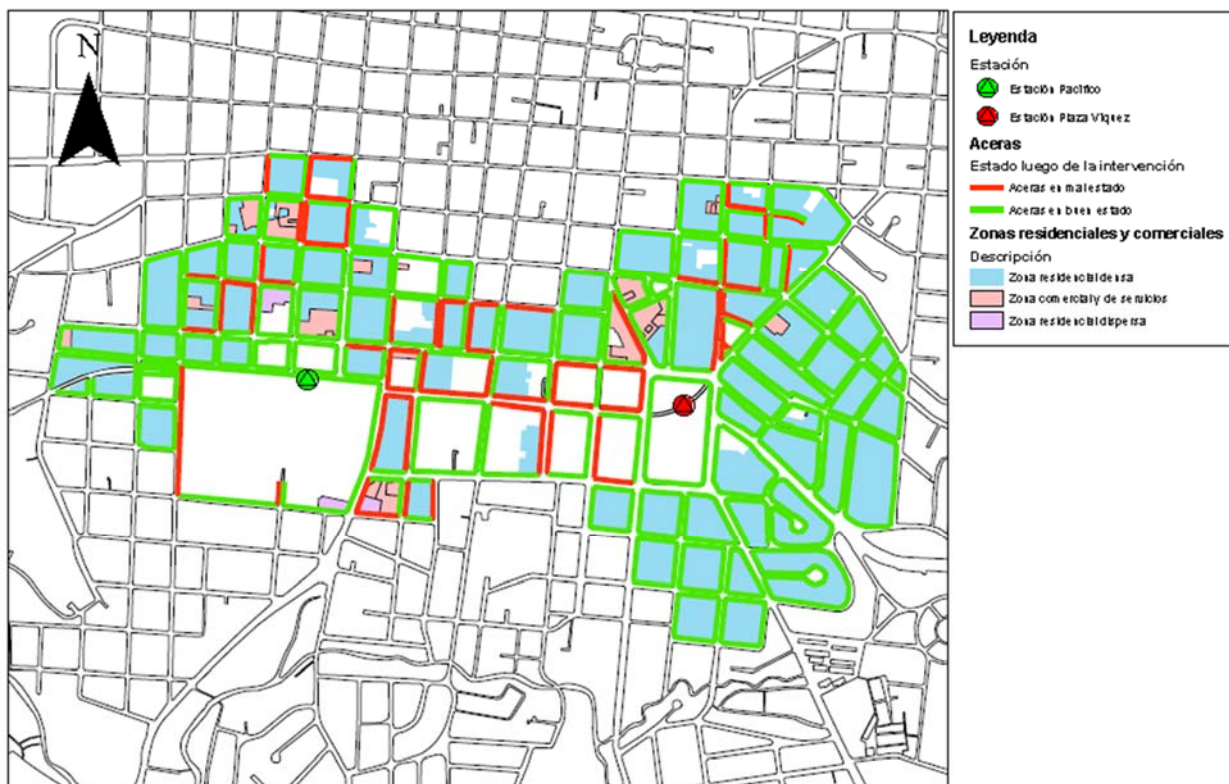 N
Leyenda
Estación
Estación Pacífico
Estación Plaza Víquez
Aceras
Estado luego de la intervención
Aceras en mal estado
Aceras en buen estado
Zonas residenciales y comerciales
Descripción
Zona residencial densa
Zona comercial y de servicios
Zona residencial dispersa